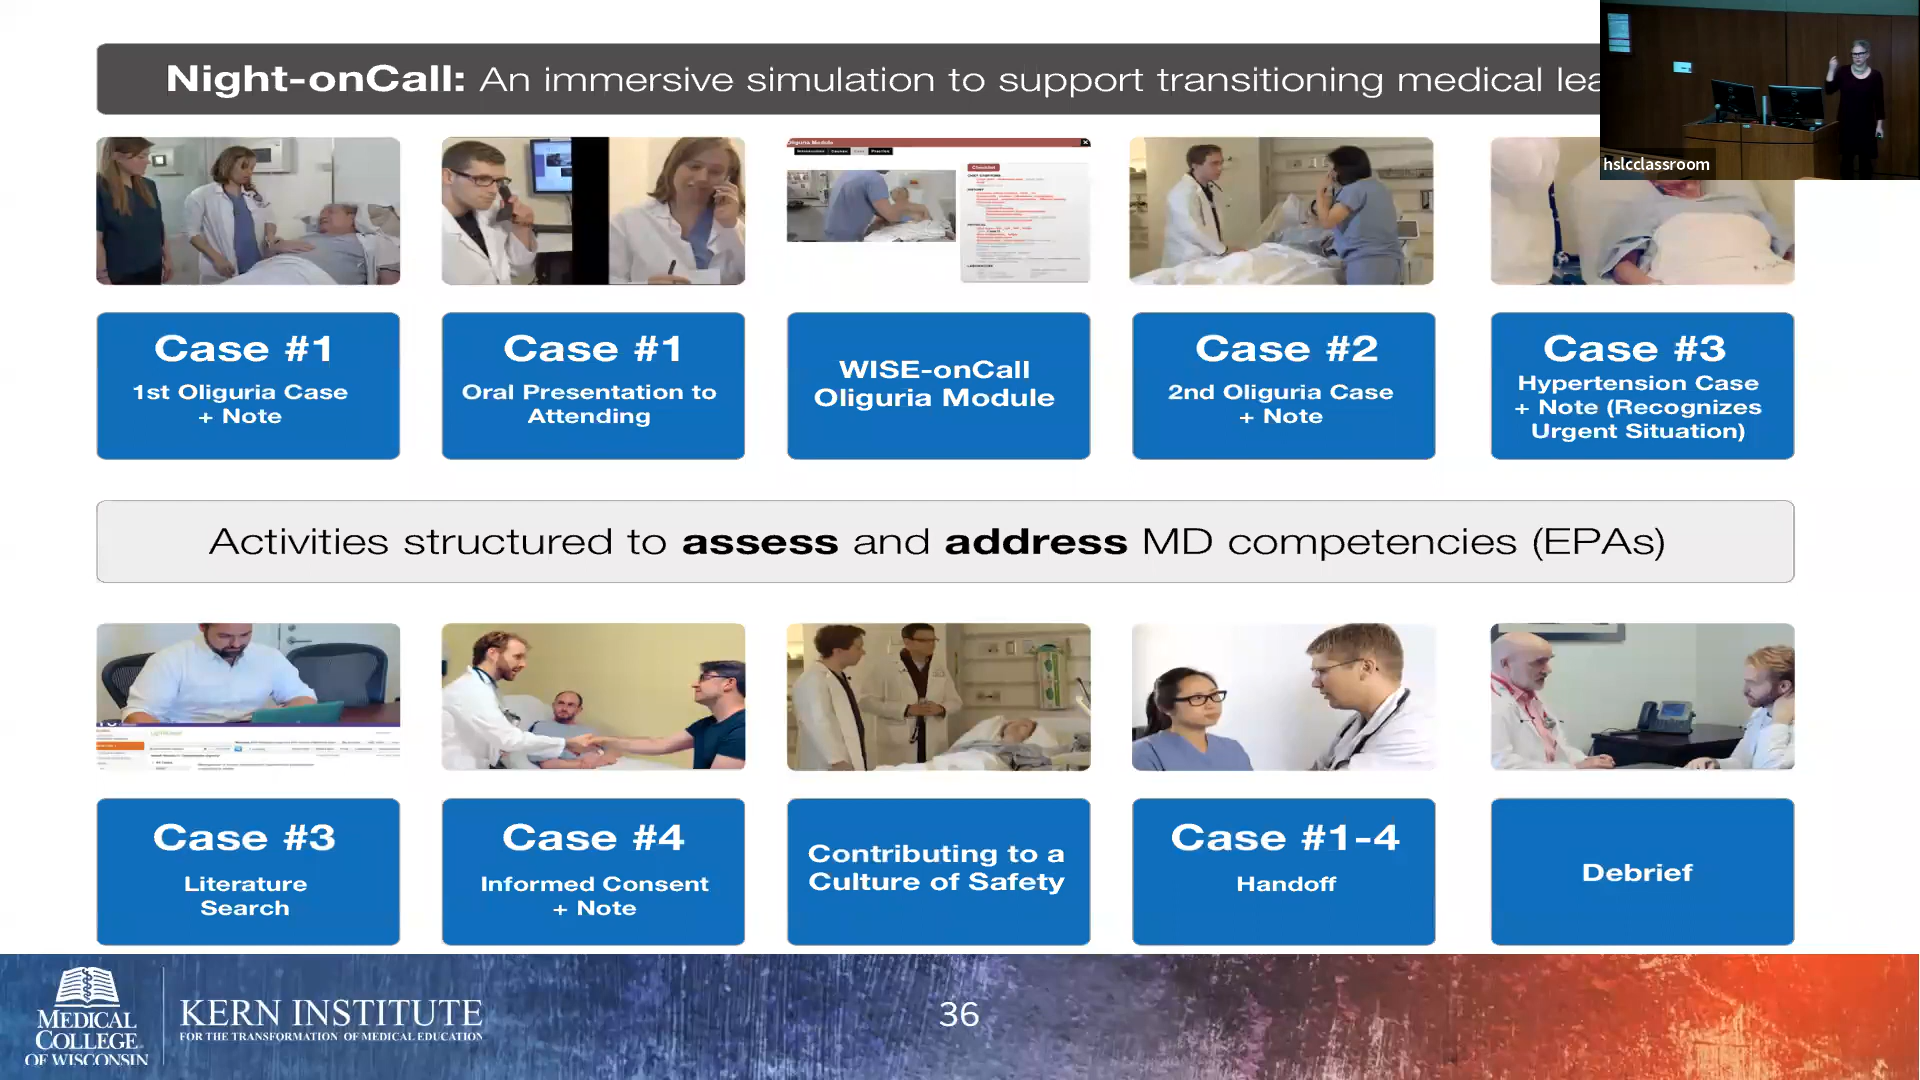 Night-onCall: An immersive simulation to support transitioning medical lea
hslcclassroom
Oliguria Module
Checklist
Case #1
1st Oliguria Case
+ Note
Case #1
Oral Presentation to
Attending
WISE-onCall
Oliguria Module
Case #2
2nd Oliguria Case
+ Note
Case #3
Hypertension Case
+ Note (Recognizes
Urgent Situation)
Activities structured to assess and address MD competencies (EPAs)
Case #3
Literature
Search
Case #4
Informed Consent
+ Note
Contributing to a
Culture of Safety
Case #1-4
Handoff
Debrief
MEDICAL
COLLEGE
OF WISCONSIN
KERN INSTITUTE
FOR THE TRANSFORMATION OF MEDICAL EDUCATION
36